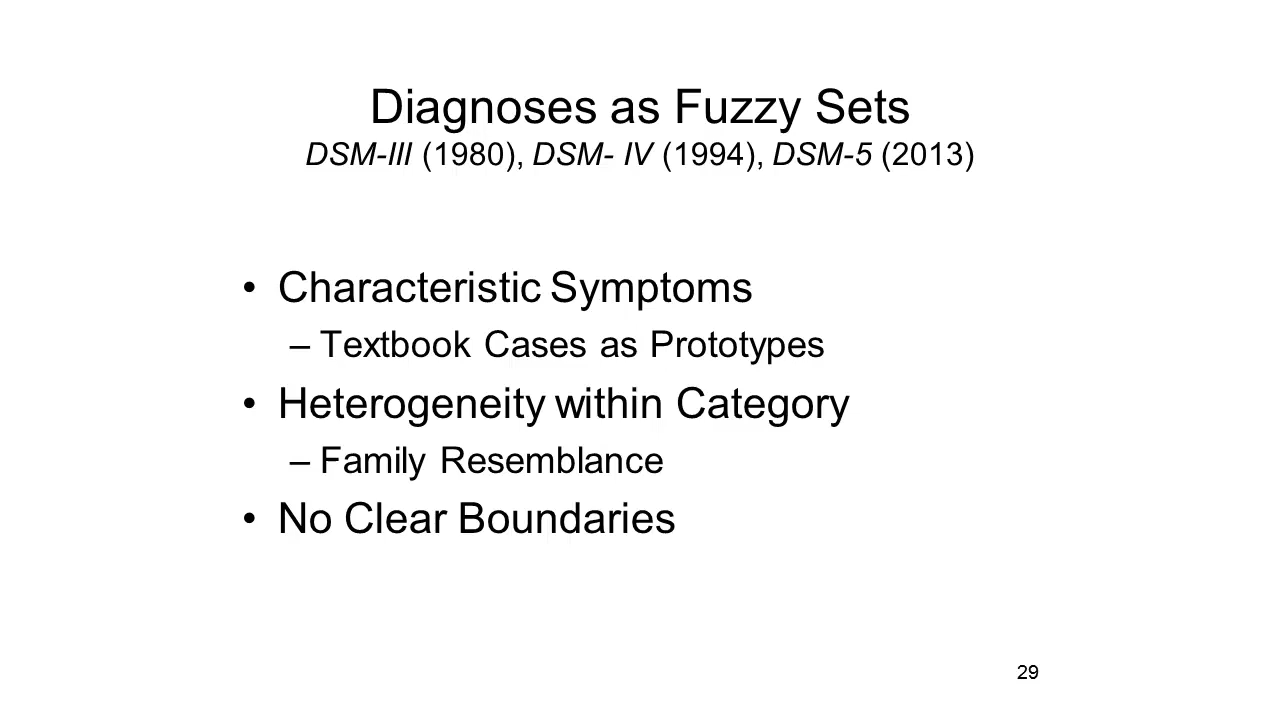 Diagnoses as Fuzzy Sets
DSM-III (1980), DSM- IV (1994), DSM-5 (2013)
• Characteristic Symptoms
– Textbook Cases as Prototypes
• Heterogeneity within Category
– Family Resemblance
• No Clear Boundaries
29